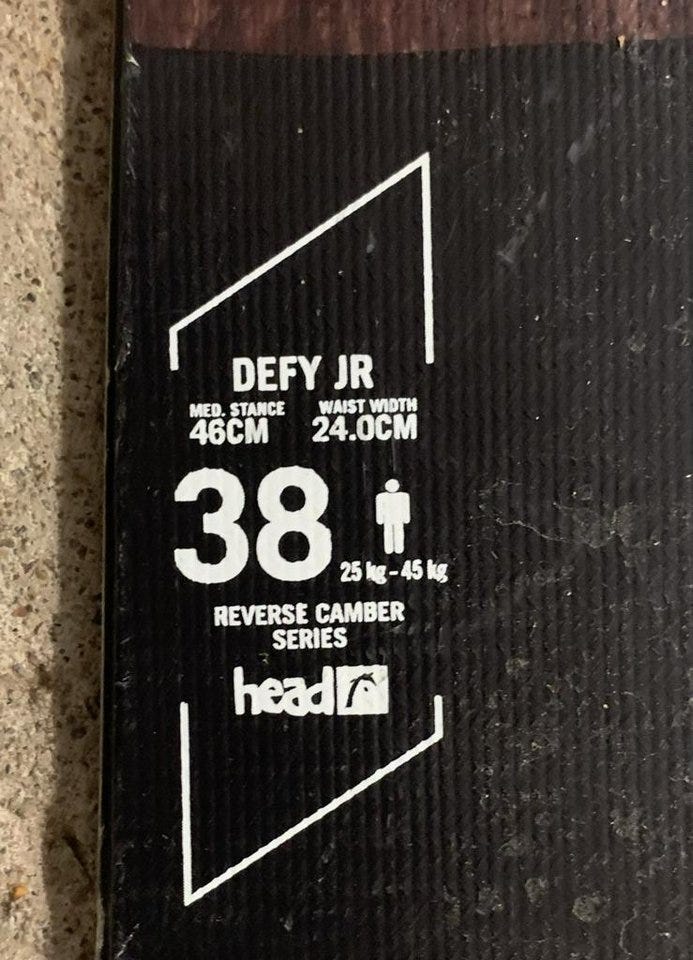 DEFY JR
MED. STANCE WAIST WIDTH
46CM 24.0CM
38
25 kg - 45 kg
REVERSE CAMBER
SERIES
head